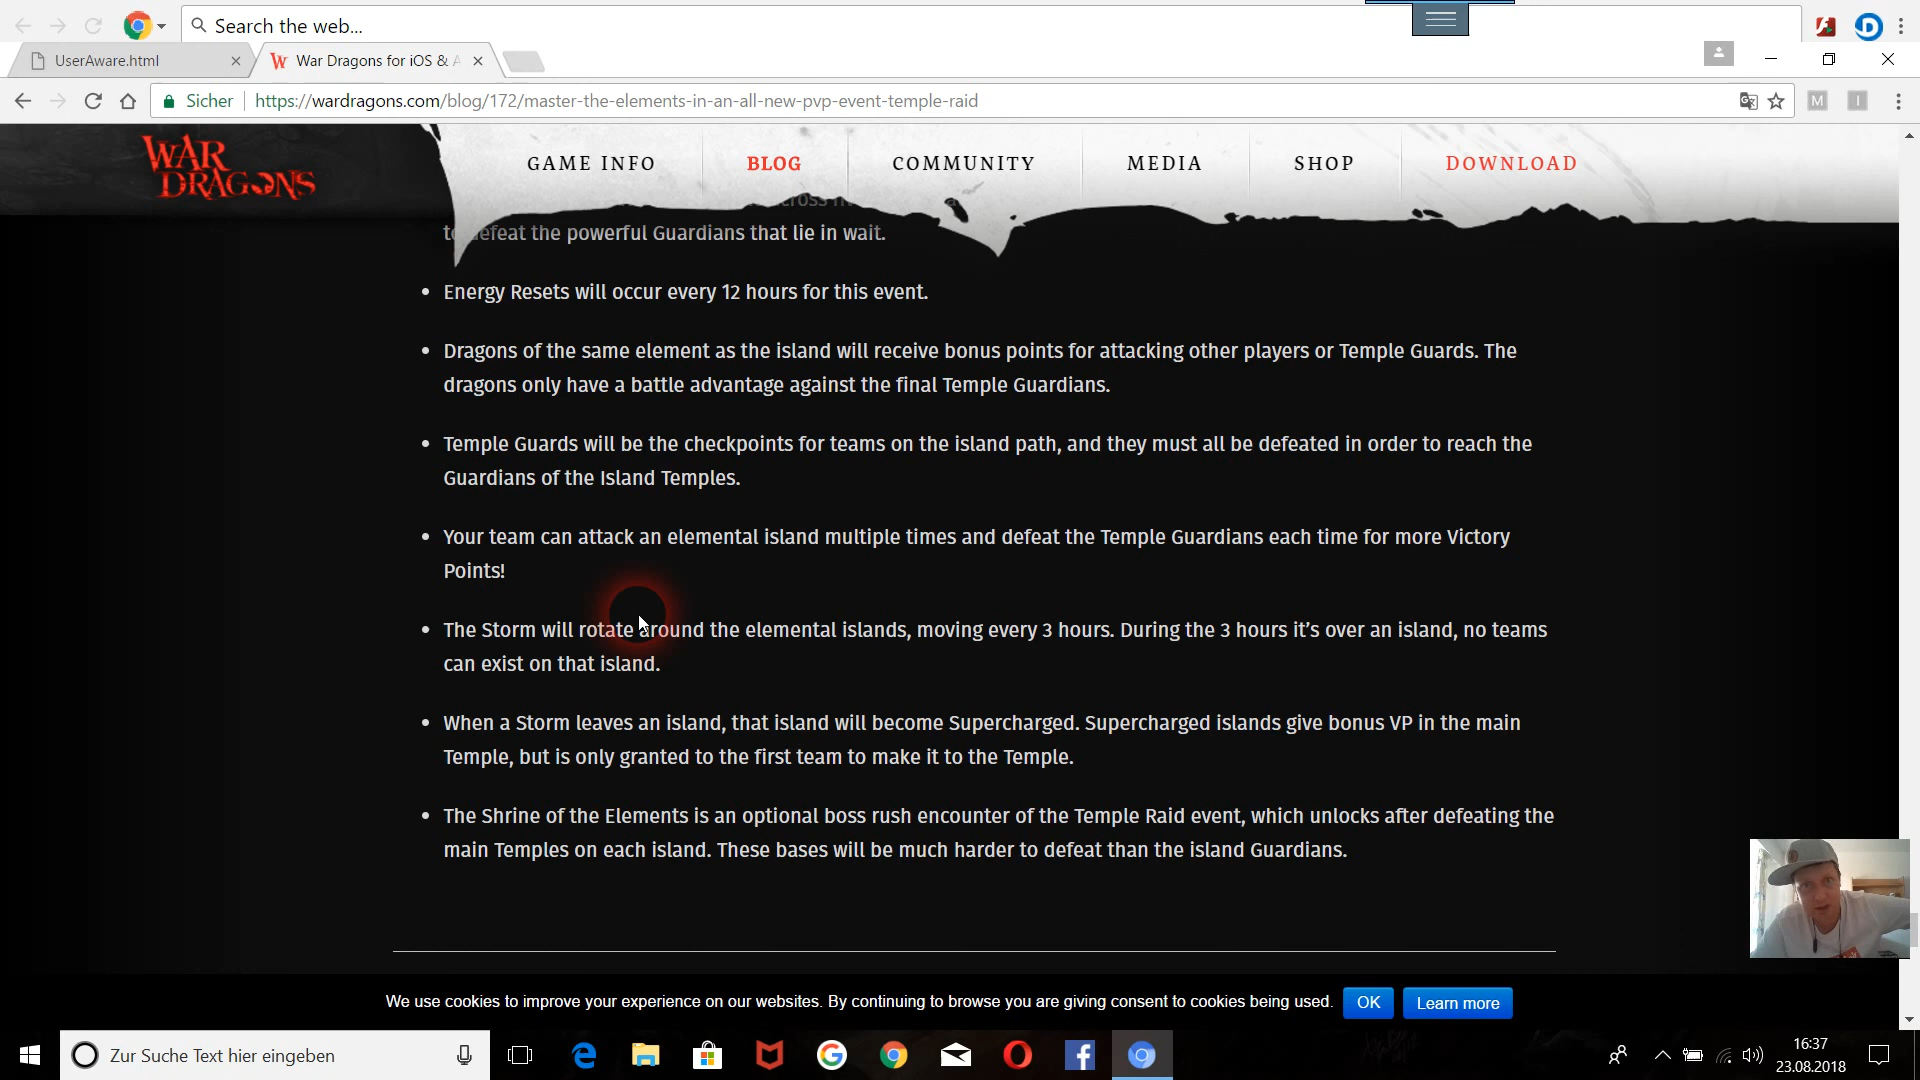 Search the web...
UserAware.html
War Dragons for iOS & A
Sicher
https://wardragons.com/blog/172/master-the-elements-in-an-all-new-pvp-event-temple-raid
M
I
WAR DRAGONS
GAME INFO
BLOG
COMMUNITY
MEDIA
SHOP
DOWNLOAD
to defeat the powerful Guardians that lie in wait.
• Energy Resets will occur every 12 hours for this event.
• Dragons of the same element as the island will receive bonus points for attacking other players or Temple Guards. The
dragons only have a battle advantage against the final Temple Guardians.
• Temple Guards will be the checkpoints for teams on the island path, and they must all be defeated in order to reach the
Guardians of the Island Temples.
• Your team can attack an elemental island multiple times and defeat the Temple Guardians each time for more Victory
Points!
• The Storm will rotate around the elemental islands, moving every 3 hours. During the 3 hours it's over an island, no teams
can exist on that island.
• When a Storm leaves an island, that island will become Supercharged. Supercharged islands give bonus VP in the main
Temple, but is only granted to the first team to make it to the Temple.
• The Shrine of the Elements is an optional boss rush encounter of the Temple Raid event, which unlocks after defeating the
main Temples on each island. These bases will be much harder to defeat than the island Guardians.
We use cookies to improve your experience on our websites. By continuing to browse you are giving consent to cookies being used.
OK
Learn more
Zur Suche Text hier eingeben
16:37
23.08.2018